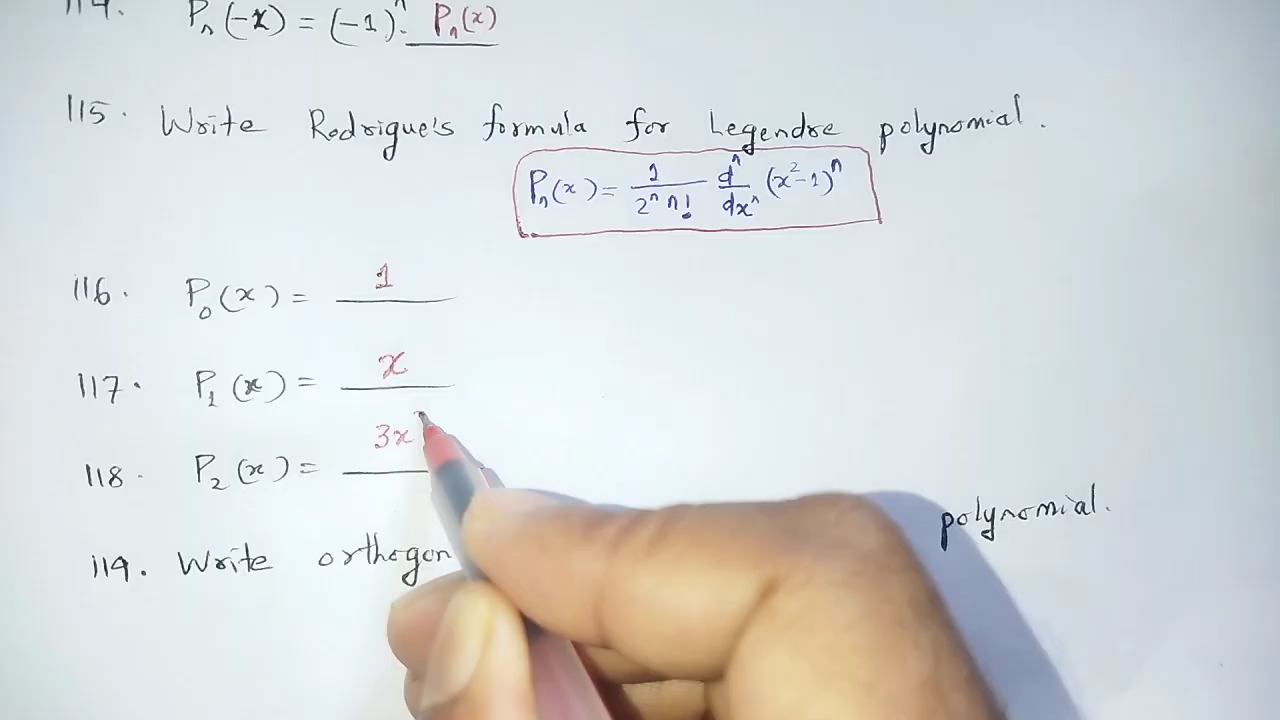 114. Pₙ(-x) = (-1)ⁿ. Pₙ(x)
115. Write Rodrigue's formula for Legendre polynomial.
Pₙ(x) = 1/(2ⁿ n!) dⁿ/dxⁿ (x²-1)ⁿ
116. P₀(x) = 1
117. P₁(x) = x
118. P₂(x) = 3x
119. Write orthogon polynomial.